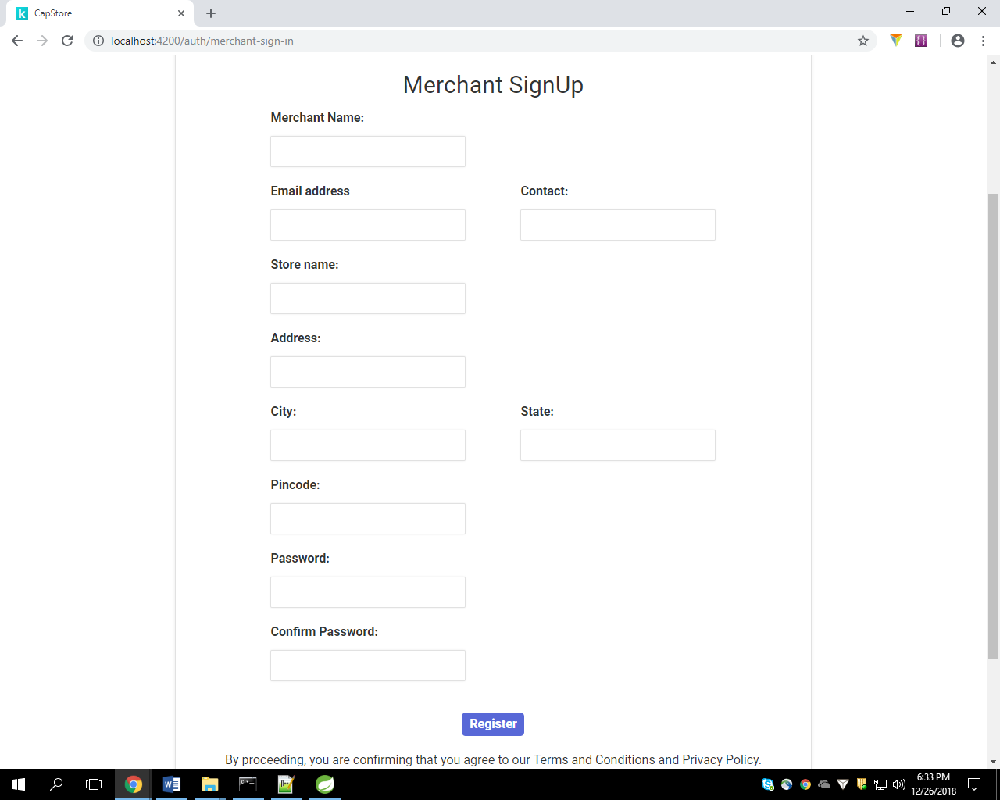 CapStore
localhost:4200/auth/merchant-sign-in
Merchant SignUp
Merchant Name:
Email address Contact:
Store name:
Address:
City: State:
Pincode:
Password:
Confirm Password:
Register
By proceeding, you are confirming that you agree to our Terms and Conditions and Privacy Policy.
6:33 PM
12/26/2018